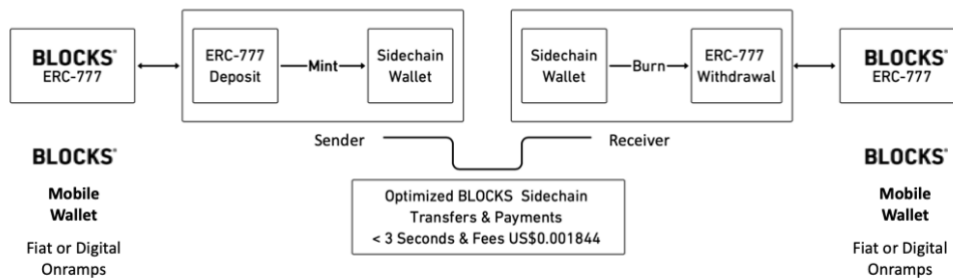 BLOCKS®
ERC-777
ERC-777
Deposit
Mint
Sidechain
Wallet
Sidechain
Wallet
Burn
ERC-777
Withdrawal
BLOCKS®
ERC-777
Sender
Receiver
BLOCKS®
Mobile
Wallet
Fiat or Digital
Onramps
Optimized BLOCKS Sidechain
Transfers & Payments
< 3 Seconds & Fees US$0.001844
BLOCKS®
Mobile
Wallet
Fiat or Digital
Onramps